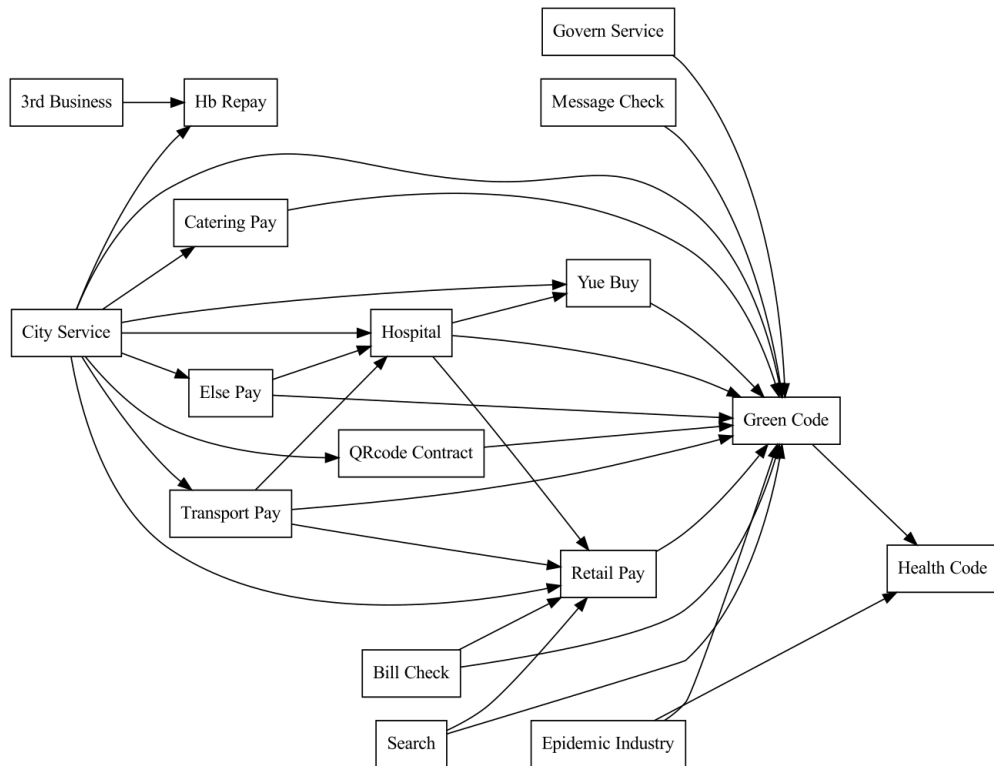 Govern Service
3rd Business
Hb Repay
Message Check
Catering Pay
Yue Buy
City Service
Hospital
Else Pay
Green Code
QRcode Contract
Transport Pay
Retail Pay
Health Code
Bill Check
Search
Epidemic Industry